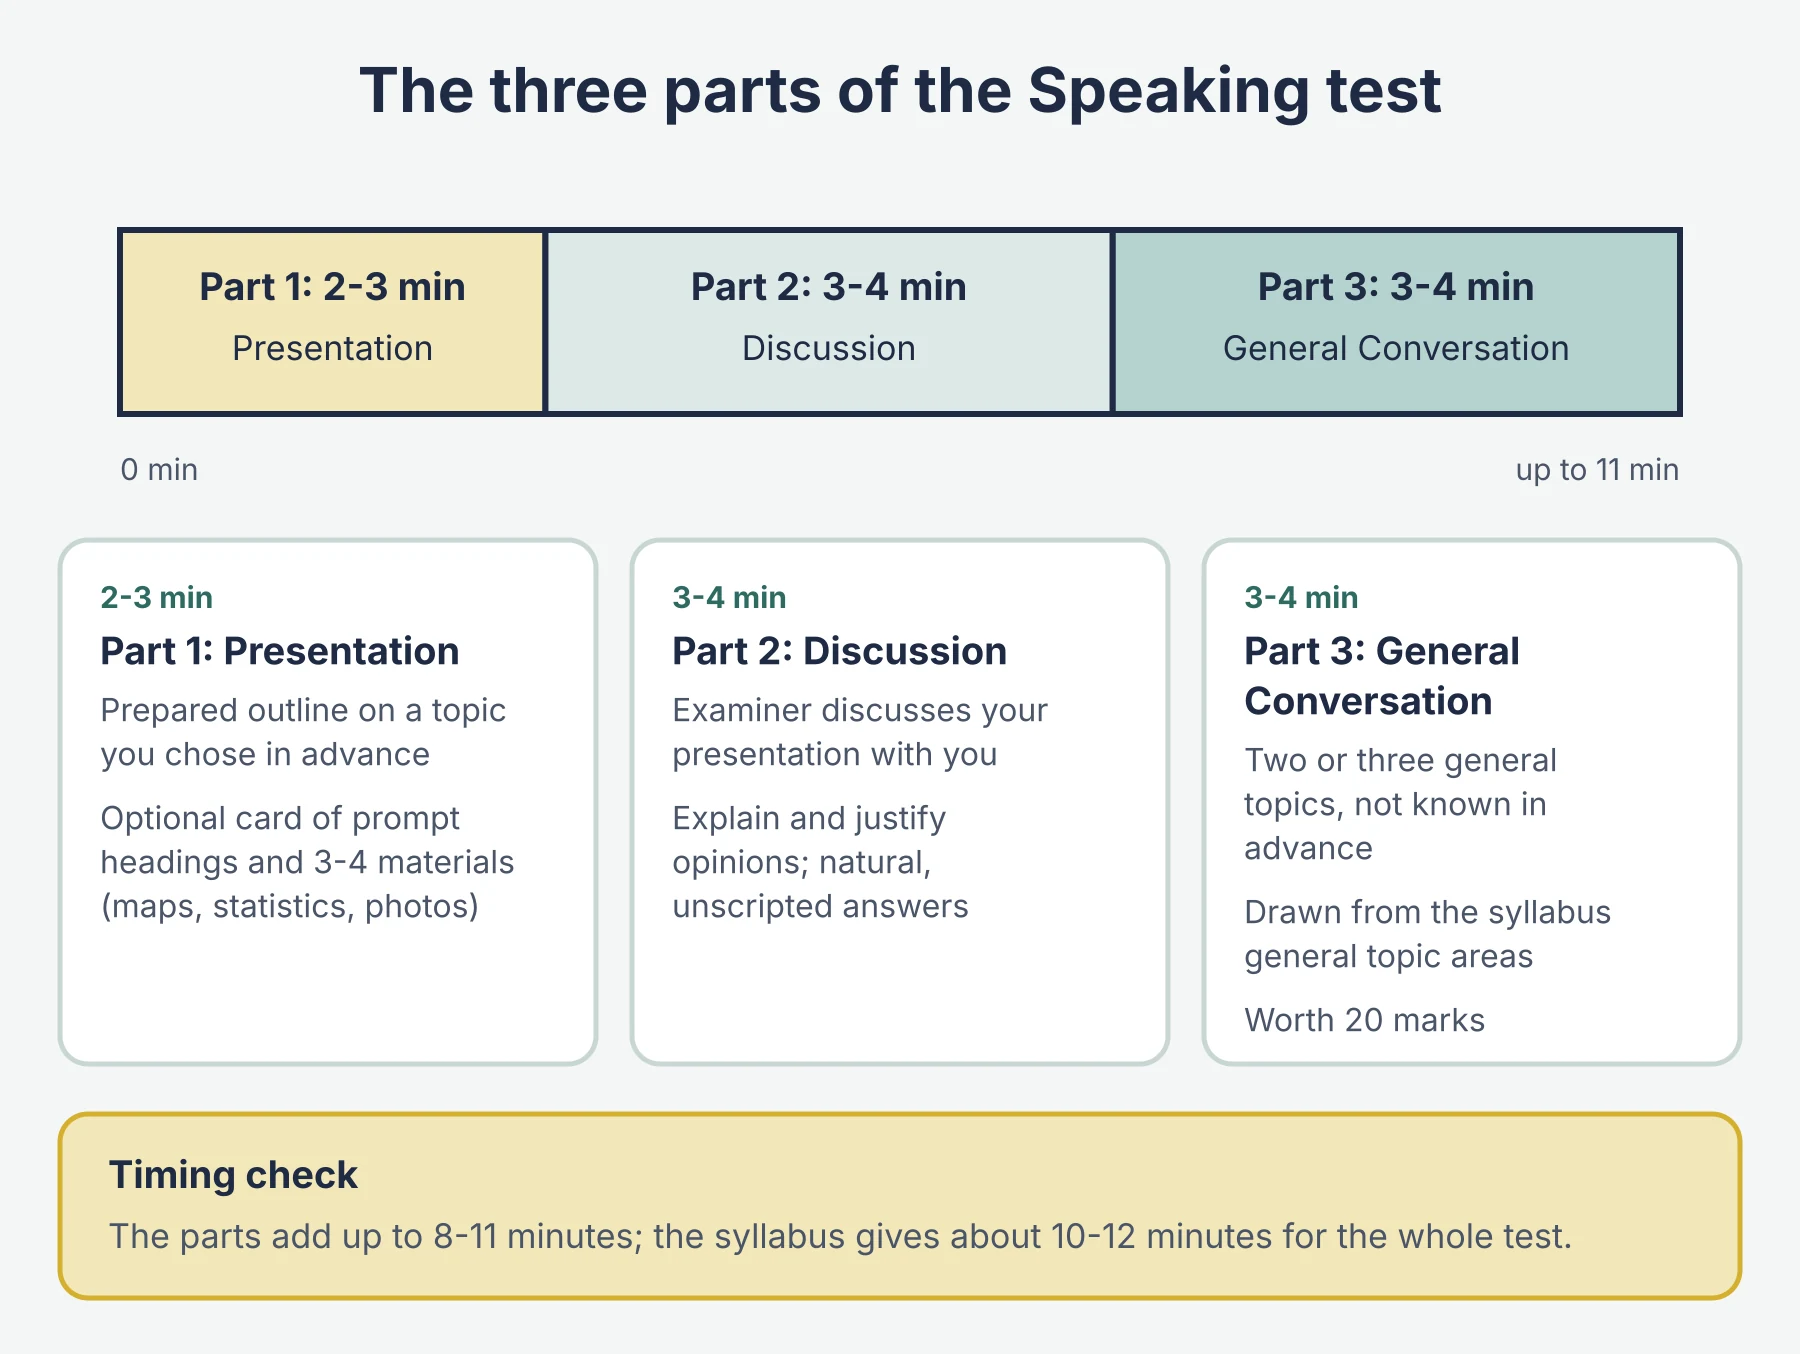 The three parts of the Speaking test
Part 1: 2-3 min
Presentation
Part 2: 3-4 min
Discussion
Part 3: 3-4 min
General Conversation
0 min
up to 11 min
2-3 min
Part 1: Presentation
Prepared outline on a topic
you chose in advance
Optional card of prompt
headings and 3-4 materials
(maps, statistics, photos)
3-4 min
Part 2: Discussion
Examiner discusses your
presentation with you
Explain and justify
opinions; natural,
unscripted answers
3-4 min
Part 3: General
Conversation
Two or three general
topics, not known in
advance
Drawn from the syllabus
general topic areas
Worth 20 marks
Timing check
The parts add up to 8-11 minutes; the syllabus gives about 10-12 minutes for the whole test.